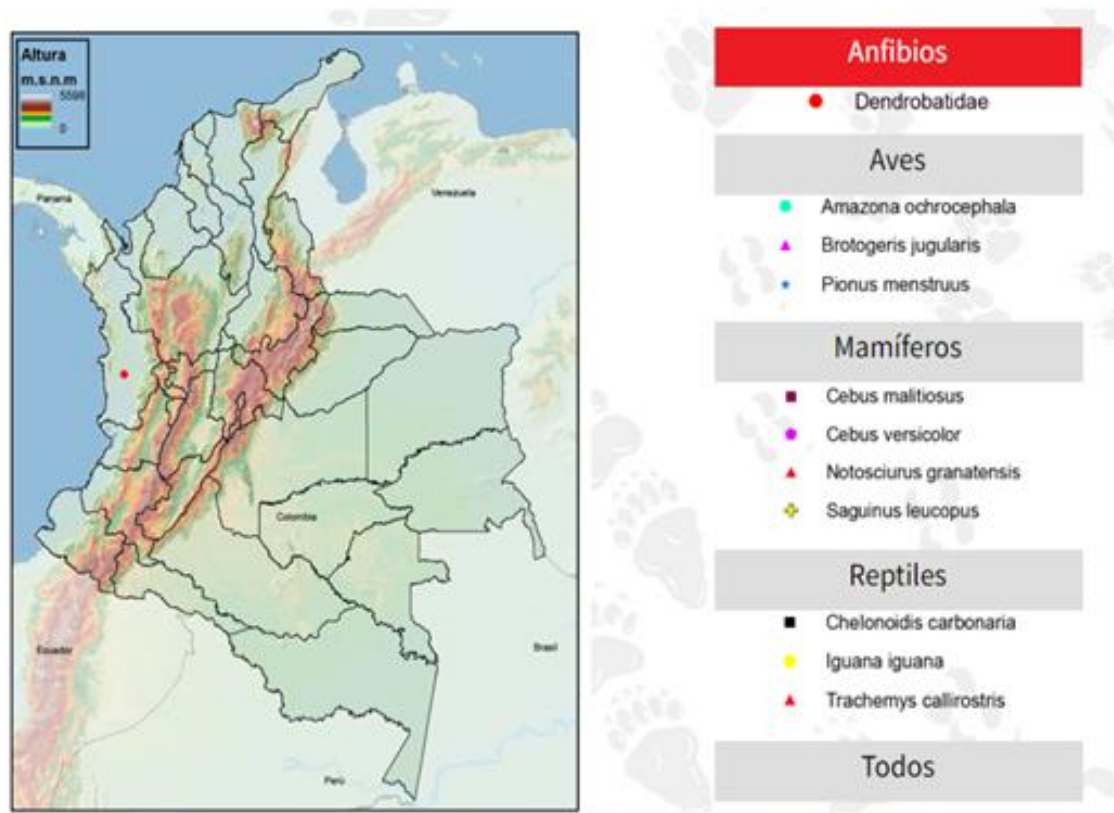 Altura
m.s.n.m
5598
0
Panamá
Venezuela
Colombia
Ecuador
Brasil
Perú
Anfibios
Dendrobatidae
Aves
Amazona ochrocephala
Brotogeris jugularis
Pionus menstruus
Mamíferos
Cebus malitiosus
Cebus versicolor
Notosciurus granatensis
Saguinus leucopus
Reptiles
Chelonoidis carbonaria
Iguana iguana
Trachemys callirostris
Todos